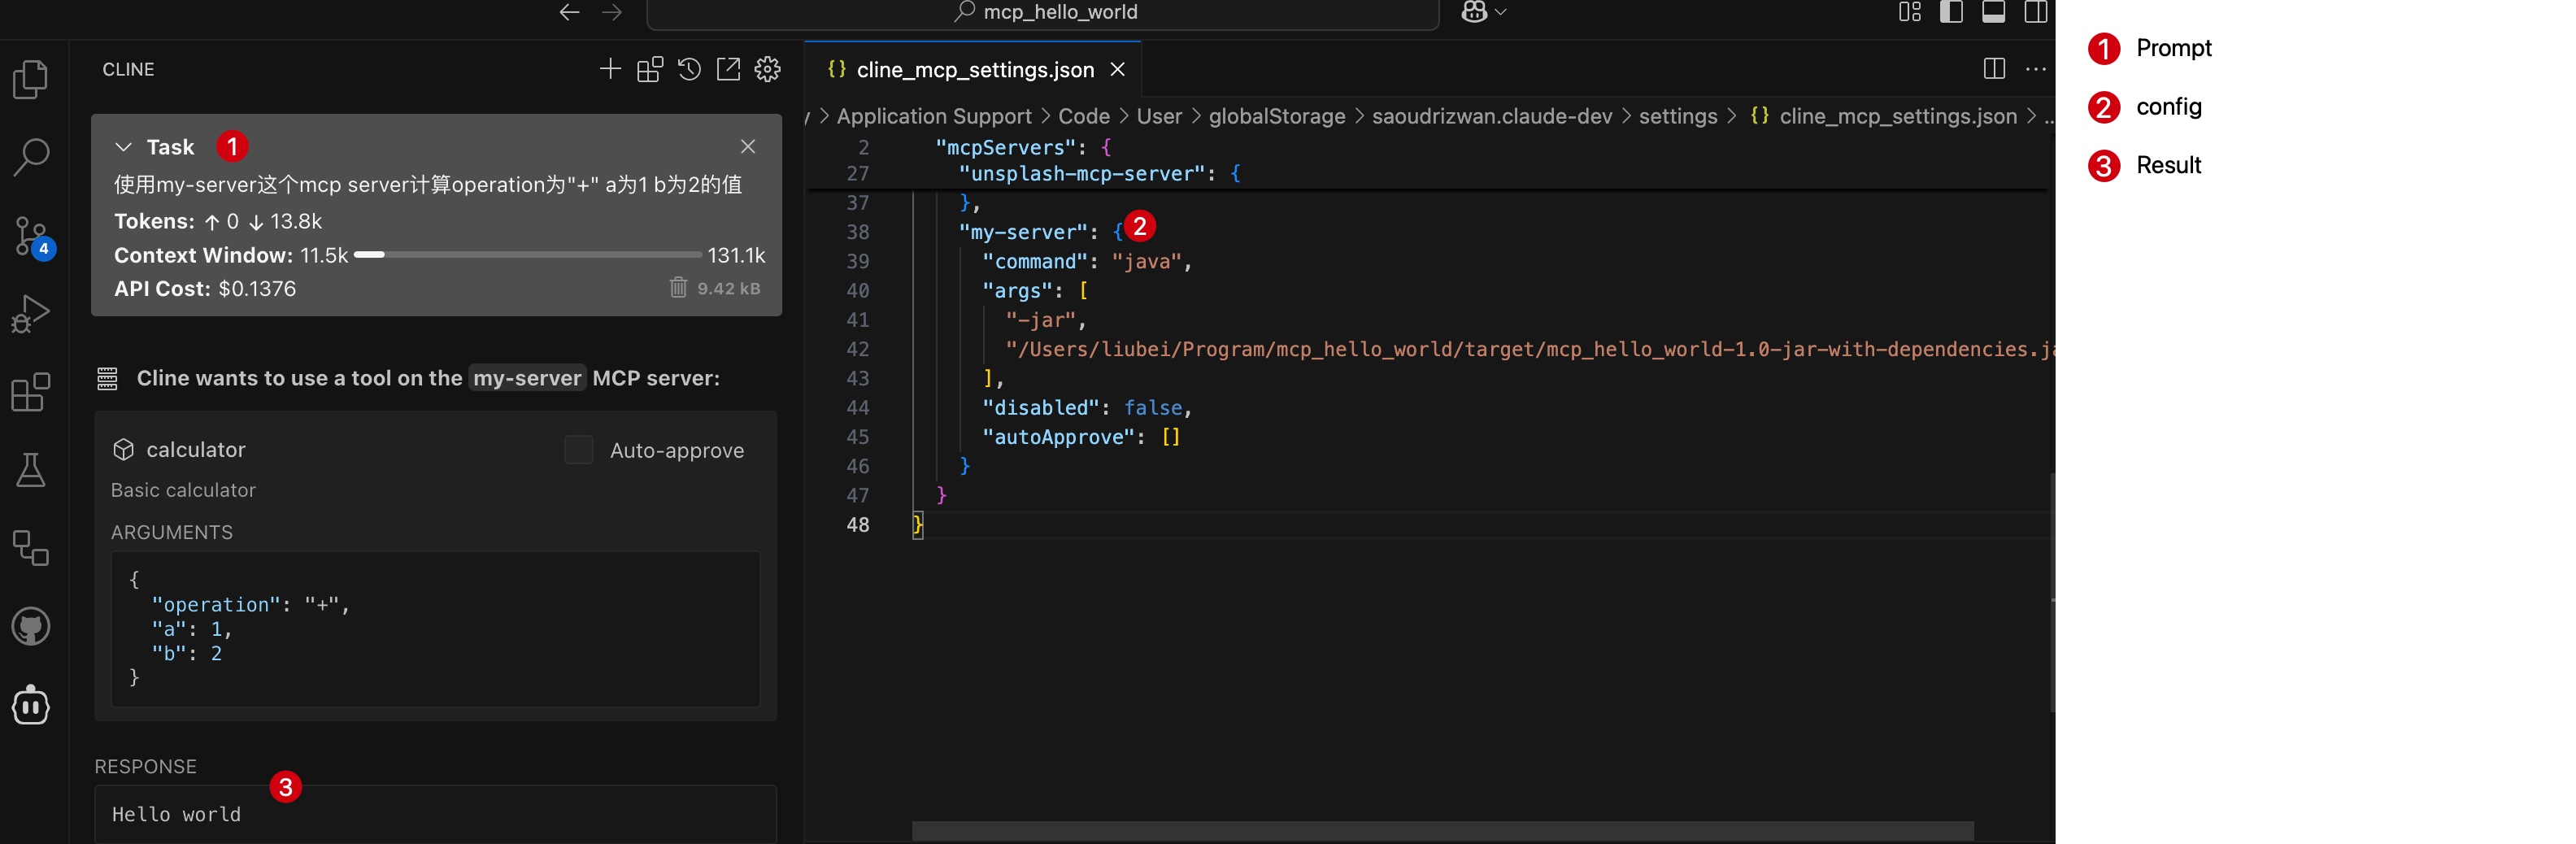 mcp_hello_world
CLINE
Task 1
使用my-server这个mcp server计算operation为"+" a为1 b为2的值
Tokens: ↑ 0 ↓ 13.8k
Context Window: 11.5k 131.1k
API Cost: $0.1376 9.42 kB
4
Cline wants to use a tool on the my-server MCP server:
calculator Auto-approve
Basic calculator
ARGUMENTS
{
"operation": "+",
"a": 1,
"b": 2
}
RESPONSE
3
Hello world
{} cline_mcp_settings.json
> Application Support > Code > User > globalStorage > saoudrizwan.claude-dev > settings > {} cline_mcp_settings.json > ..
2 "mcpServers": {
27 "unsplash-mcp-server": {
37 },
38 "my-server": { 2
39 "command": "java",
40 "args": [
41 "-jar",
42 "/Users/liubei/Program/mcp_hello_world/target/mcp_hello_world-1.0-jar-with-dependencies.j
43 ],
44 "disabled": false,
45 "autoApprove": []
46 }
47 }
48 }
1 Prompt
2 config
3 Result